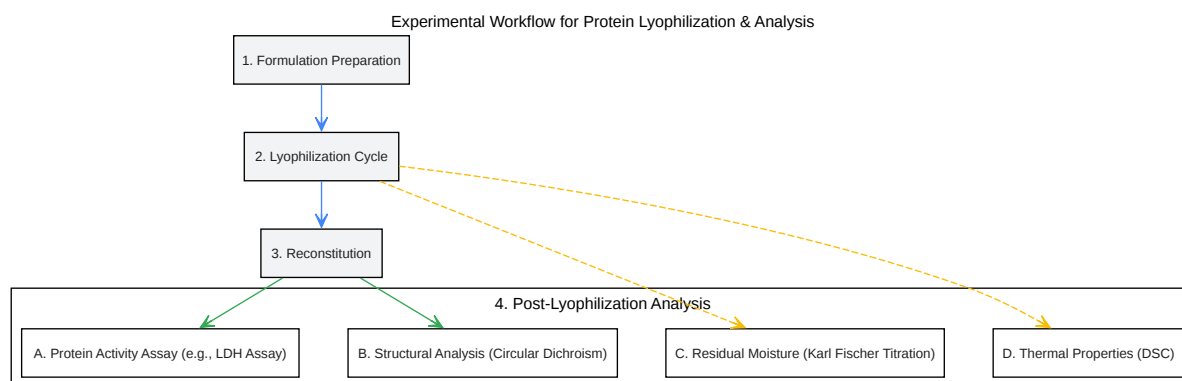 Experimental Workflow for Protein Lyophilization & Analysis
1. Formulation Preparation
2. Lyophilization Cycle
3. Reconstitution
4. Post-Lyophilization Analysis
A. Protein Activity Assay (e.g., LDH Assay)
B. Structural Analysis (Circular Dichroism)
C. Residual Moisture (Karl Fischer Titration)
D. Thermal Properties (DSC)